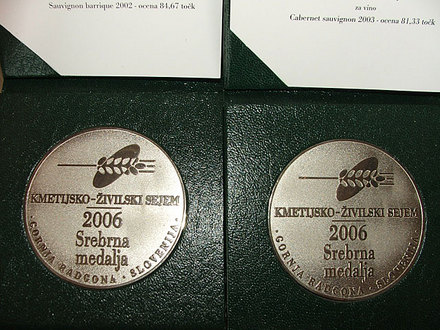 Sauvignon barrique 2002 - ocena 84,67 točk
za vino
Cabernet sauvignon 2003 - ocena 81,33 točk
KMETIJSKO-ŽIVILSKI SEJEM
2006
Srebrna
medalja
· GORNJA RADGONA · SLOVENIJA ·
KMETIJSKO-ŽIVILSKI SEJEM
2006
Srebrna
medalja
· GORNJA RADGONA · SLOVENIJA ·